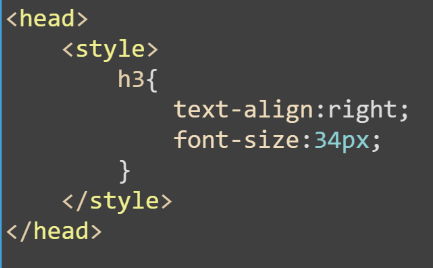 <head>
<style>
h3{
text-align:right;
font-size:34px;
}
</style>
</head>